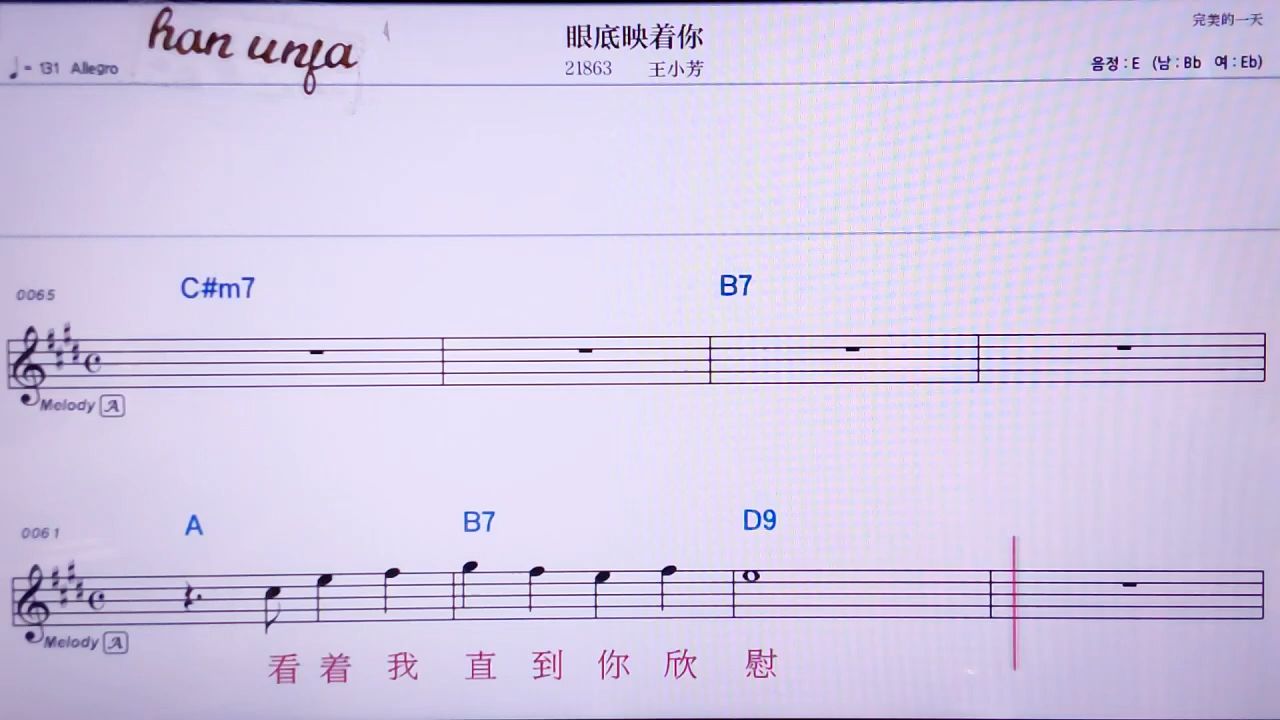 han unfa
眼底映着你
完美的一天
♩= 131 Allegro
21863 王小芳
음정 : E (남 : Bb 여 : Eb)
0065 C#m7 B7
Melody A
0061 A B7 D9
Melody A
看着我直到你欣慰